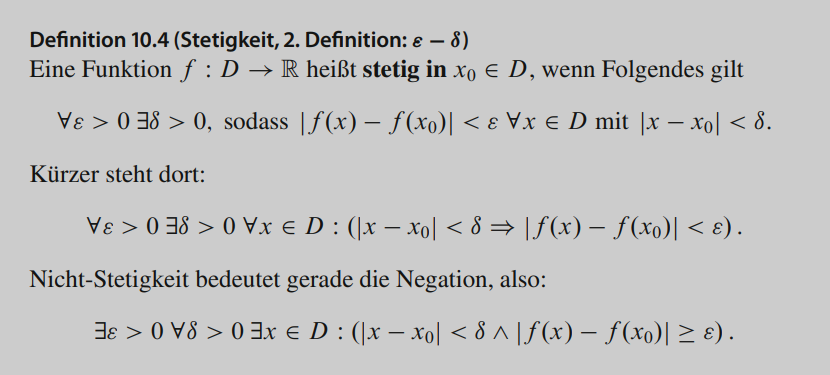 Definition 10.4 (Stetigkeit, 2. Definition: ε − δ)
Eine Funktion f : D → ℝ heißt stetig in x₀ ∈ D, wenn Folgendes gilt
∀ε > 0 ∃δ > 0, sodass |f(x) − f(x₀)| < ε ∀x ∈ D mit |x − x₀| < δ.
Kürzer steht dort:
∀ε > 0 ∃δ > 0 ∀x ∈ D : (|x − x₀| < δ ⇒ |f(x) − f(x₀)| < ε) .
Nicht-Stetigkeit bedeutet gerade die Negation, also:
∃ε > 0 ∀δ > 0 ∃x ∈ D : (|x − x₀| < δ ∧ |f(x) − f(x₀)| ≥ ε) .